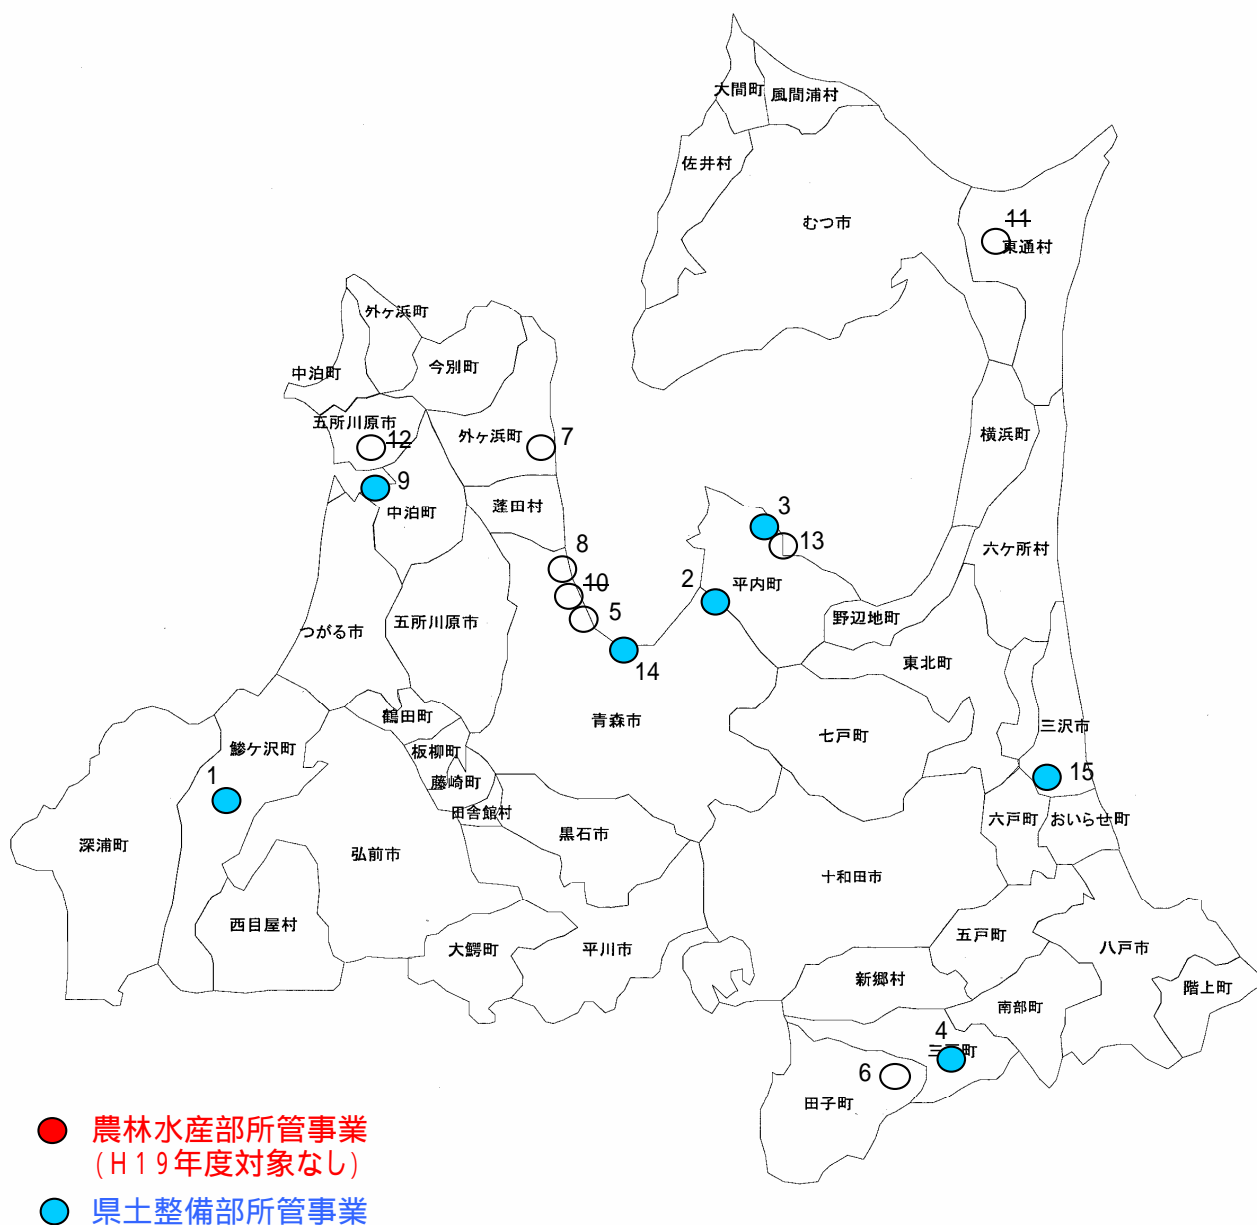 大間町
風間浦村
佐井村
むつ市
11
東通村
外ヶ浜町
中泊町
今別町
五所川原市
12
外ヶ浜町
7
横浜町
9
中泊町
蓬田村
3
13
六ケ所村
8
10
5
2
平内町
野辺地町
つがる市
五所川原市
14
東北町
鶴田町
青森市
七戸町
三沢市
鰺ケ沢町
板柳町
1
藤崎町
15
田舎館村
六戸町
おいらせ町
深浦町
弘前市
黒石市
十和田市
西目屋村
大鰐町
平川市
五戸町
八戸市
新郷村
階上町
南部町
4
三戸町
6
田子町
農林水産部所管事業
(H19年度対象なし)
県土整備部所管事業